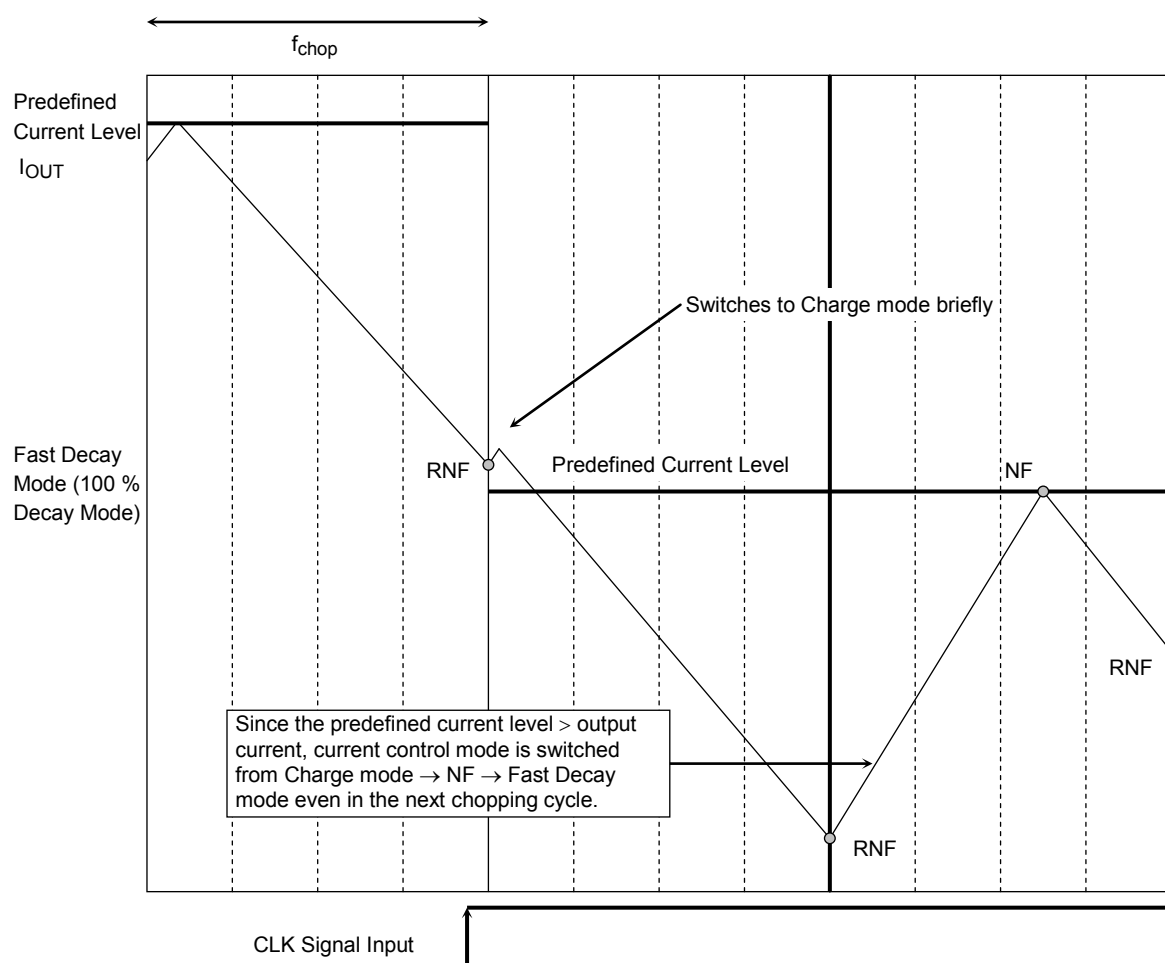 fchop
Predefined
Current Level
IOUT
Switches to Charge mode briefly
Fast Decay
Mode (100 %
Decay Mode)
RNF
Predefined Current Level
NF
RNF
Since the predefined current level > output
current, current control mode is switched
from Charge mode → NF → Fast Decay
mode even in the next chopping cycle.
RNF
CLK Signal Input